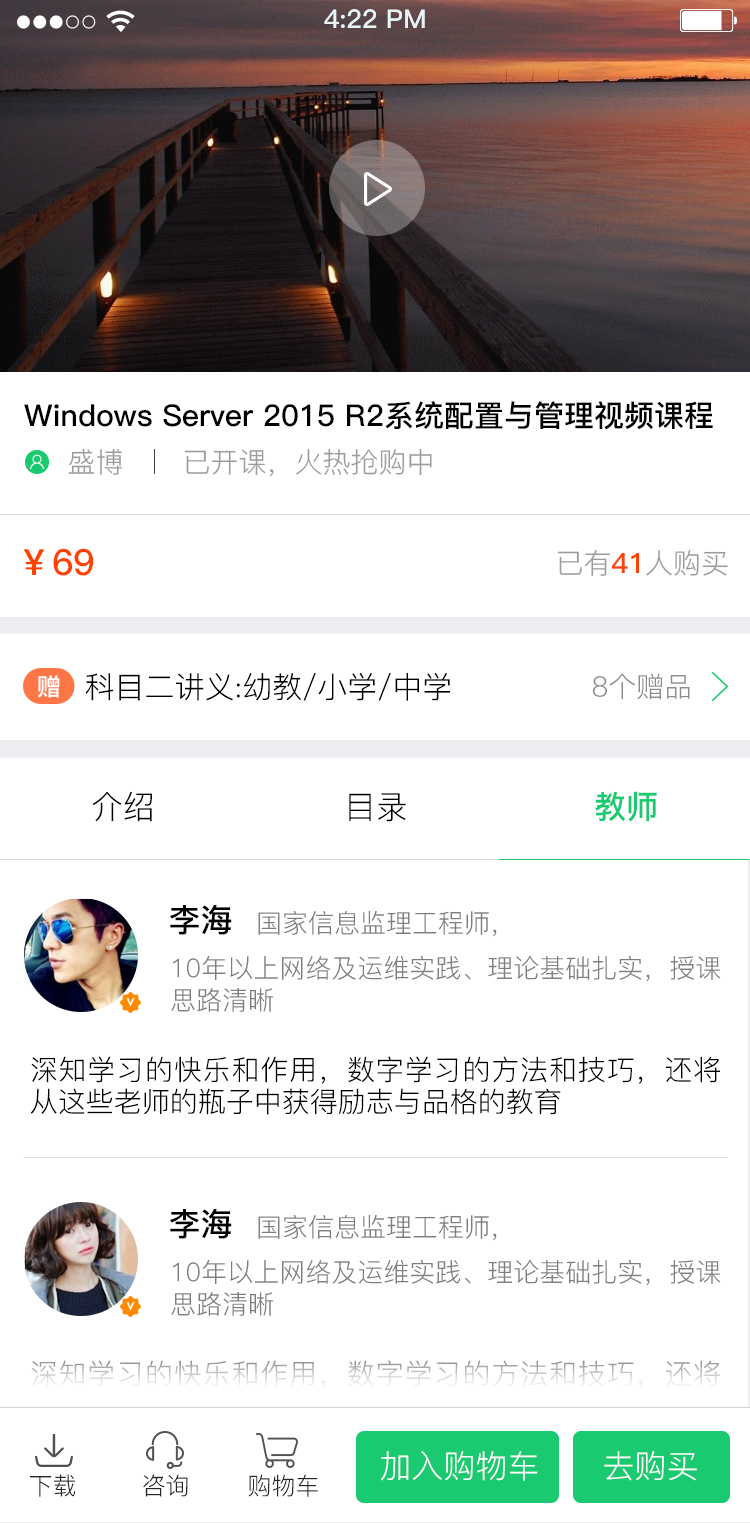 4:22 PM
Windows Server 2015 R2系统配置与管理视频课程
盛博 | 已开课，火热抢购中
¥ 69 已有41人购买
赠 科目二讲义:幼教/小学/中学 8个赠品
介绍 目录 教师
李海 国家信息监理工程师,
10年以上网络及运维实践、理论基础扎实，授课
思路清晰
深知学习的快乐和作用，数字学习的方法和技巧，还将
从这些老师的瓶子中获得励志与品格的教育
李海 国家信息监理工程师,
10年以上网络及运维实践、理论基础扎实，授课
思路清晰
深知学习的快乐和作用，数字学习的方法和技巧，还将
下载 咨询 购物车 加入购物车 去购买